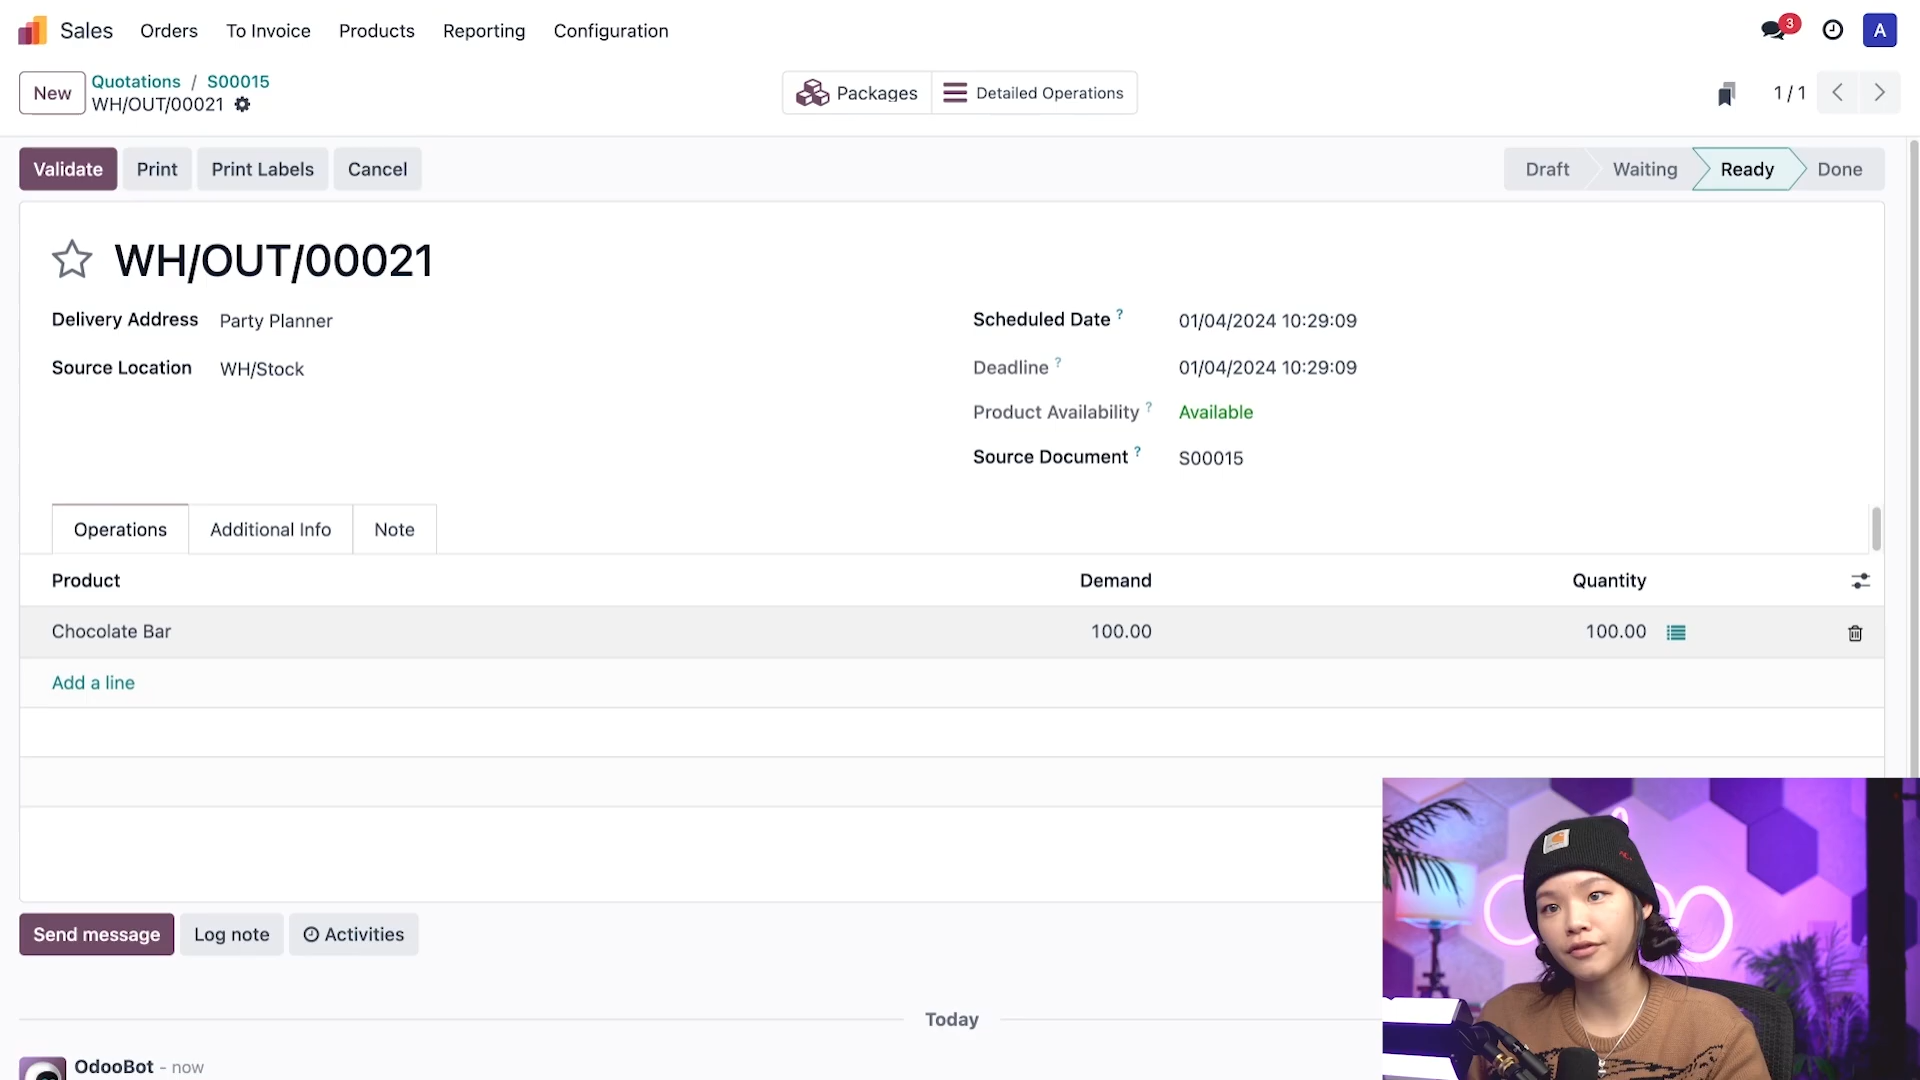 Sales Orders To Invoice Products Reporting Configuration 3 A
New Quotations / S00015
WH/OUT/00021
Packages Detailed Operations 1 / 1
Validate Print Print Labels Cancel Draft Waiting Ready Done
WH/OUT/00021
Delivery Address Party Planner Scheduled Date ? 01/04/2024 10:29:09
Source Location WH/Stock Deadline ? 01/04/2024 10:29:09
Product Availability ? Available
Source Document ? S00015
Operations Additional Info Note
Product Demand Quantity
Chocolate Bar 100.00 100.00
Add a line
Send message Log note Activities
Today
OdooBot - now